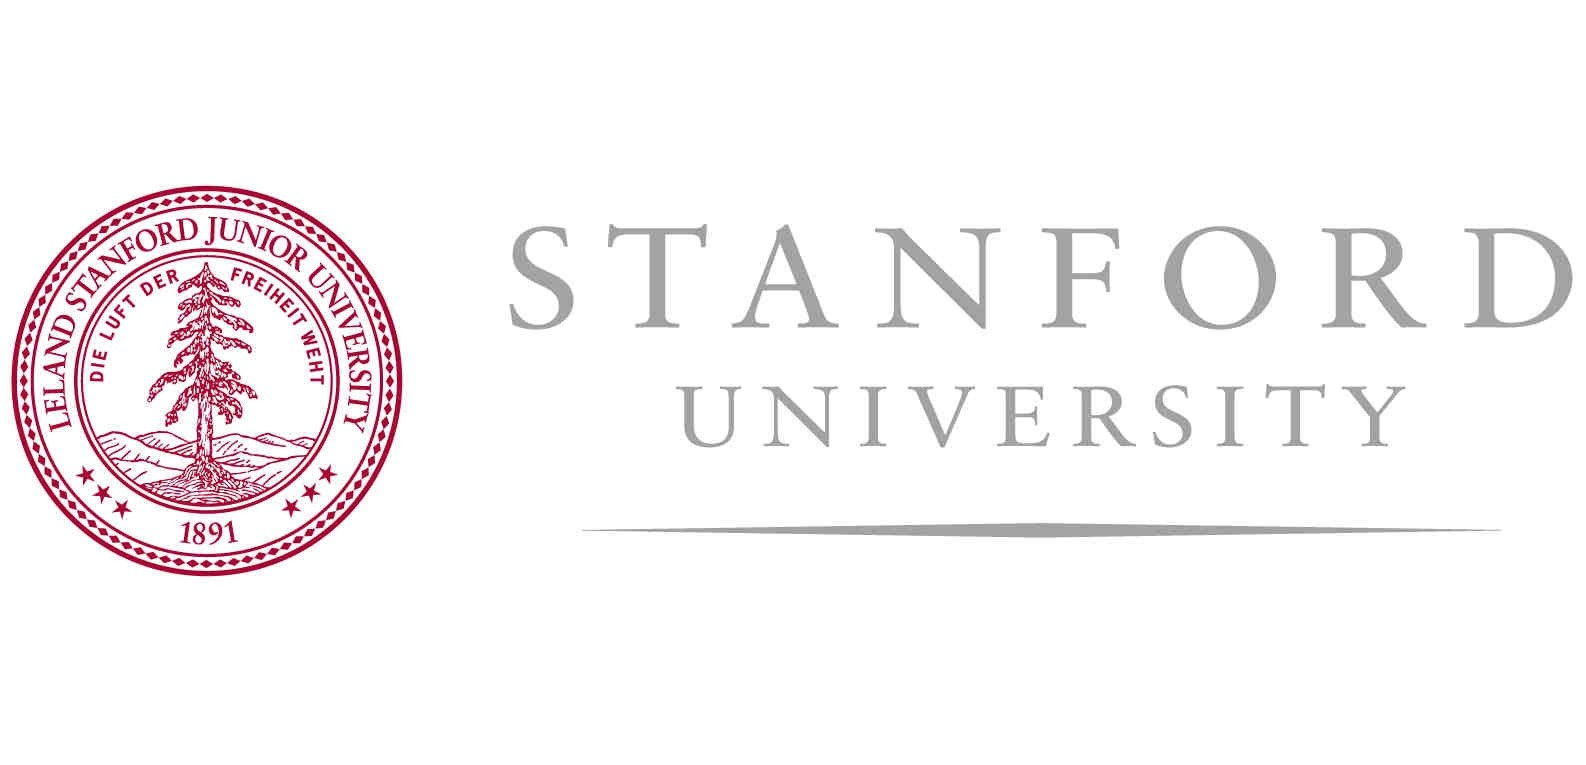 LELAND STANFORD JUNIOR UNIVERSITY
DIE LUFT DER FREIHEIT WEHT
1891
STANFORD
UNIVERSITY